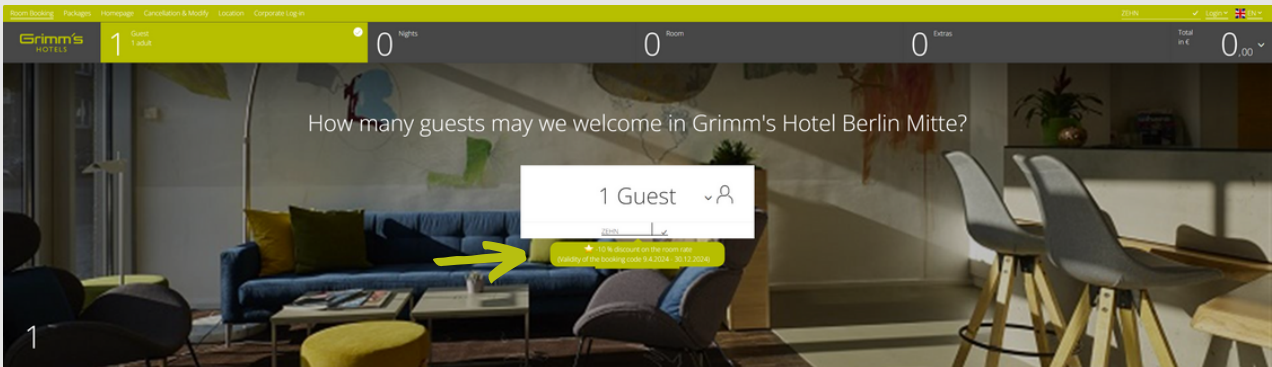 Room Booking Packages Homepage Cancellation & Modify Location Corporate Log-in ZEHN Login EN
Grimm's
HOTELS
1 Guest
1 adult
0 Nights
0 Room
0 Extras
Total
in €
0,00
How many guests may we welcome in Grimm's Hotel Berlin Mitte?
1 Guest
ZEHN
-10 % discount on the room rate
(Validity of the booking code 9.4.2024 - 30.12.2024)
1